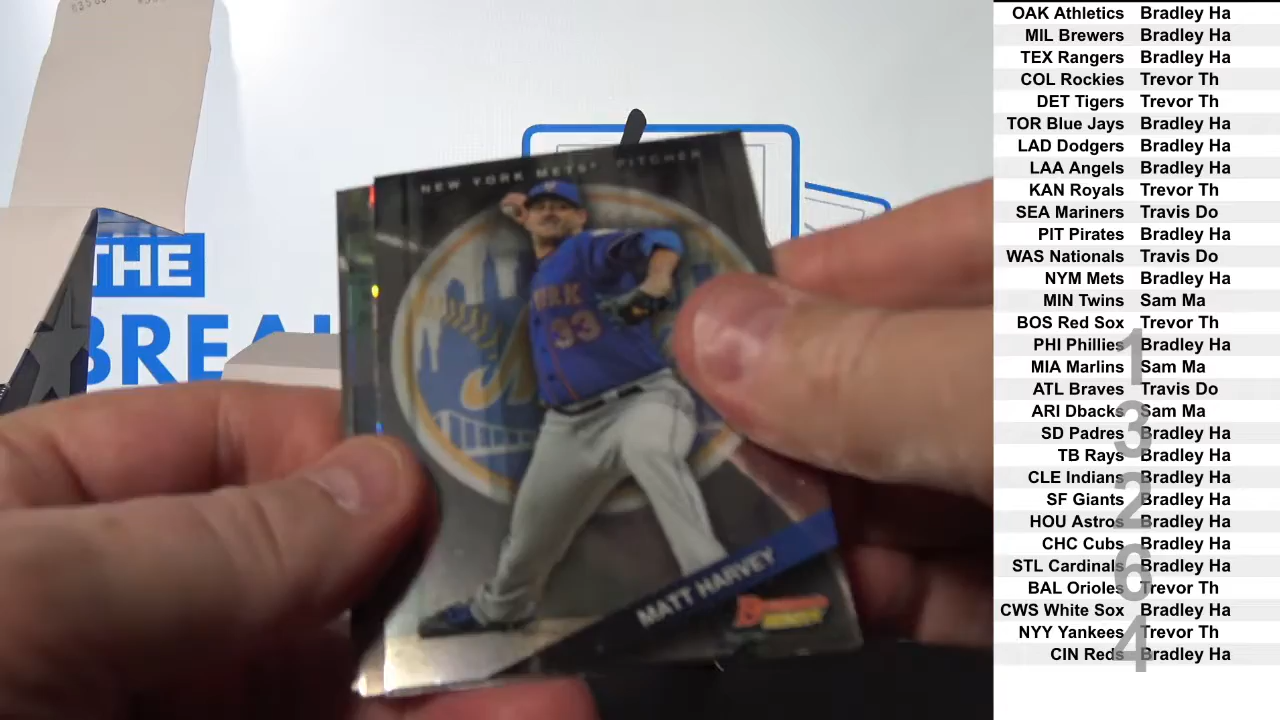 THE
BREA
NEW YORK METS® PITCHER
33
MATT HARVEY
OAK Athletics Bradley Ha
MIL Brewers Bradley Ha
TEX Rangers Bradley Ha
COL Rockies Trevor Th
DET Tigers Trevor Th
TOR Blue Jays Bradley Ha
LAD Dodgers Bradley Ha
LAA Angels Bradley Ha
KAN Royals Trevor Th
SEA Mariners Travis Do
PIT Pirates Bradley Ha
WAS Nationals Travis Do
NYM Mets Bradley Ha
MIN Twins Sam Ma
BOS Red Sox Trevor Th
PHI Phillies Bradley Ha
MIA Marlins Sam Ma
ATL Braves Travis Do
ARI Dbacks Sam Ma
SD Padres Bradley Ha
TB Rays Bradley Ha
CLE Indians Bradley Ha
SF Giants Bradley Ha
HOU Astros Bradley Ha
CHC Cubs Bradley Ha
STL Cardinals Bradley Ha
BAL Orioles Trevor Th
CWS White Sox Bradley Ha
NYY Yankees Trevor Th
CIN Reds Bradley Ha
1
3
2
6
4